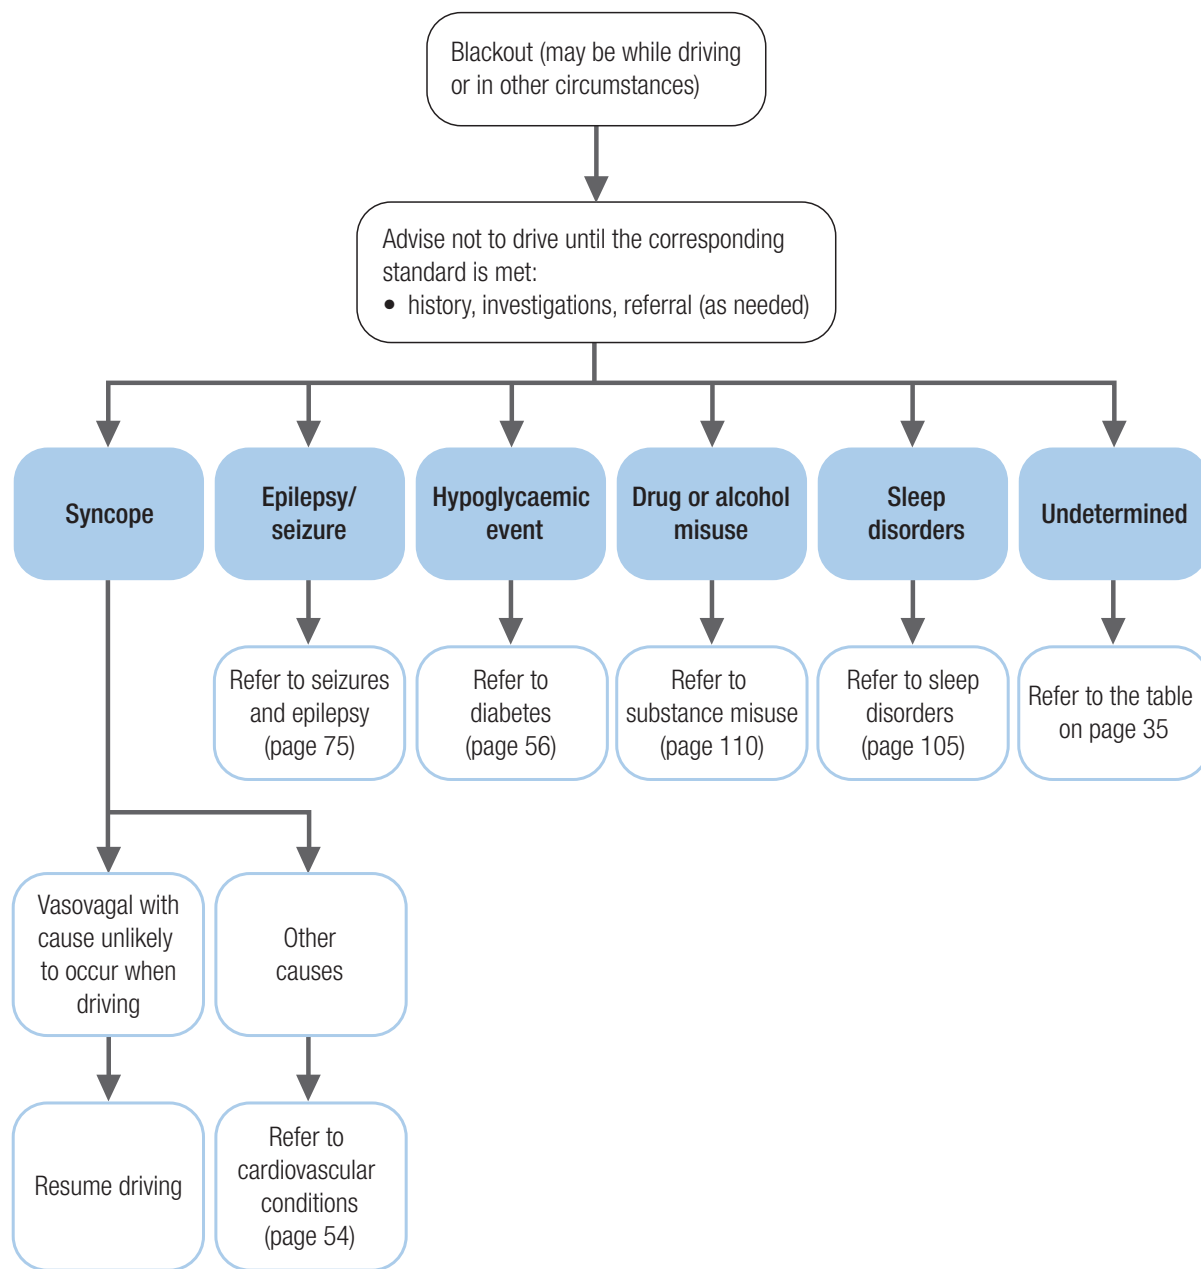 Blackout (may be while driving
or in other circumstances)
Advise not to drive until the corresponding
standard is met:
• history, investigations, referral (as needed)
Syncope
Epilepsy/
seizure
Hypoglycaemic
event
Drug or alcohol
misuse
Sleep
disorders
Undetermined
Refer to seizures
and epilepsy
(page 75)
Refer to
diabetes
(page 56)
Refer to
substance misuse
(page 110)
Refer to sleep
disorders
(page 105)
Refer to the table
on page 35
Vasovagal with
cause unlikely
to occur when
driving
Other
causes
Resume driving
Refer to
cardiovascular
conditions
(page 54)